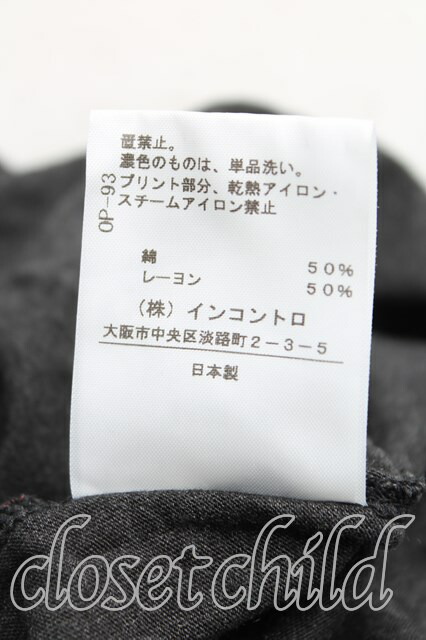 置禁止。
濃色のものは、単品洗い。
プリント部分、乾熱アイロン・
スチームアイロン禁止
OP-93
綿 50%
レーヨン 50%
(株)インコントロ
大阪市中央区淡路町2-3-5
日本製
closet child